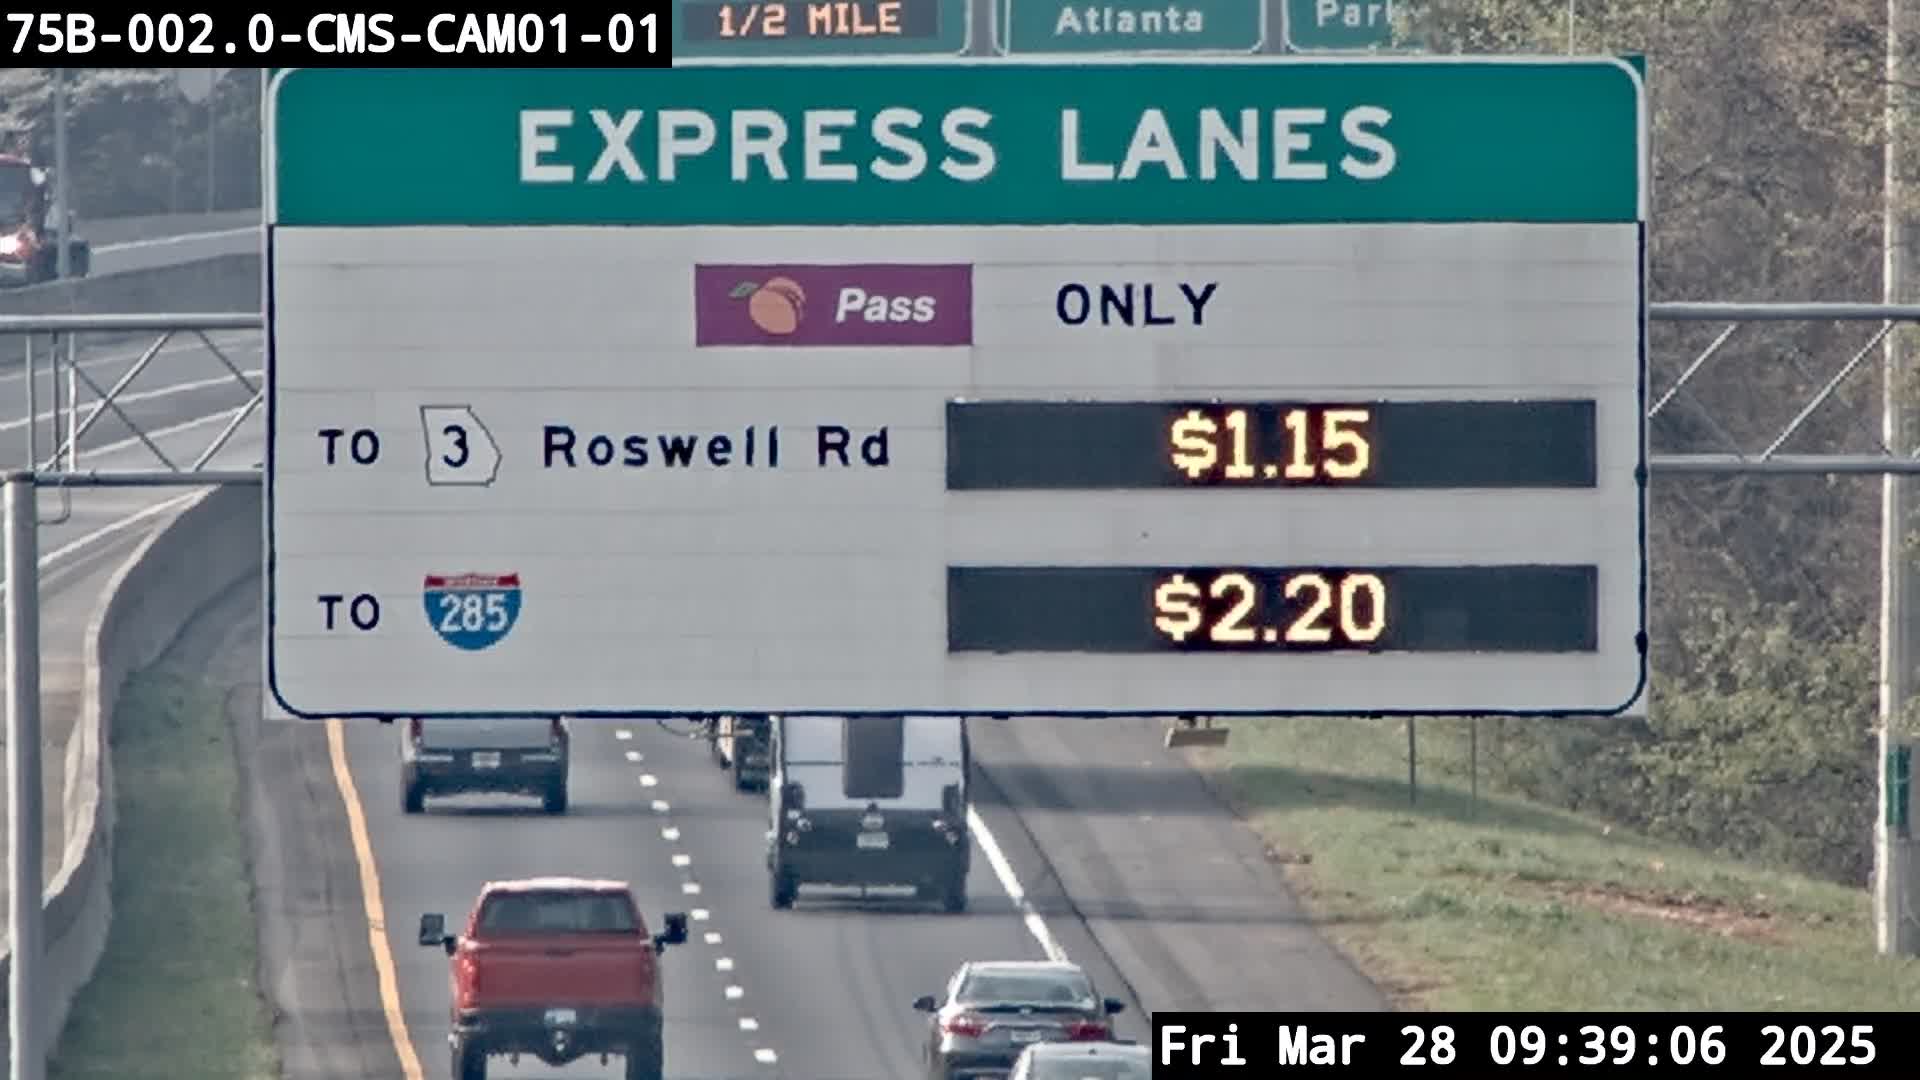 75B-002.0-CMS-CAM01-01
1/2 MILE
Atlanta
EXPRESS LANES
Pass ONLY
TO 3 Roswell Rd $1.15
TO 285 $2.20
Fri Mar 28 09:39:06 2025